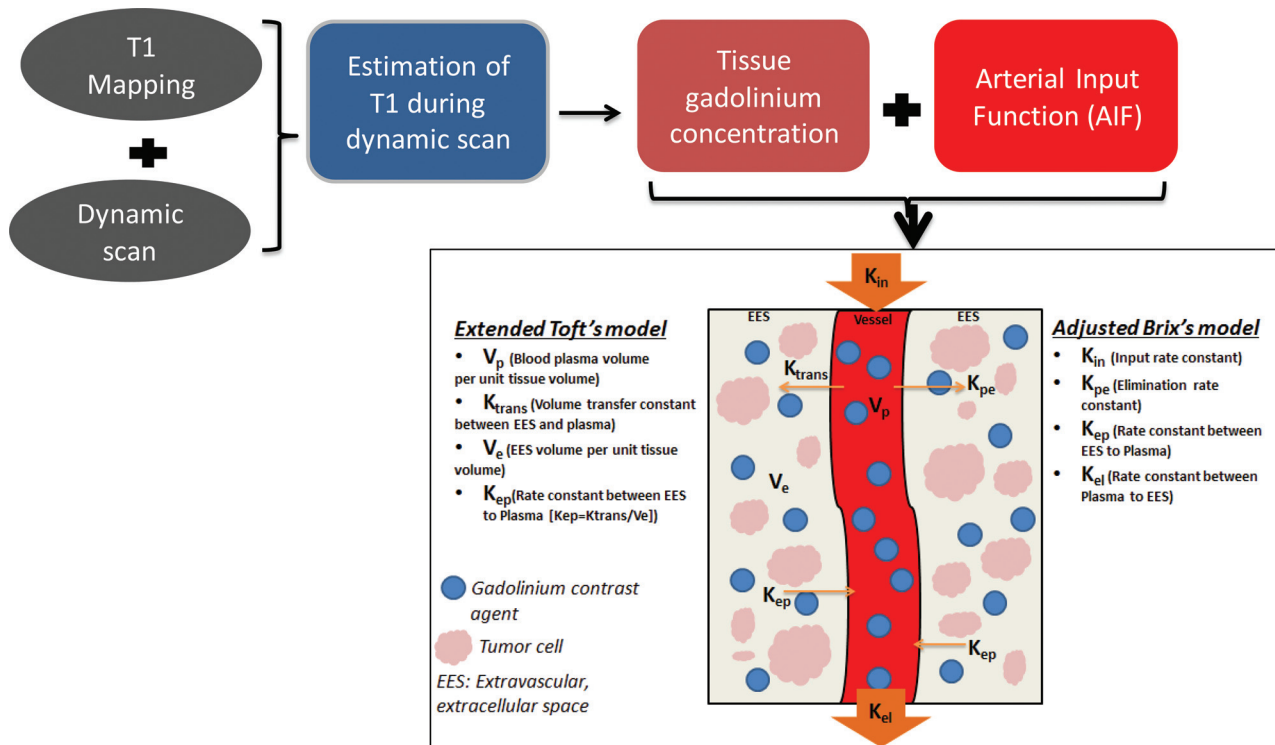 T1
Mapping
Dynamic
scan
Estimation of
T1 during
dynamic scan
Tissue
gadolinium
concentration
Arterial Input
Function (AIF)
Extended Toft's model
• Vp (Blood plasma volume
per unit tissue volume)
• Ktrans (Volume transfer constant
between EES and plasma)
• Ve (EES volume per unit tissue
volume)
• Kep(Rate constant between EES
to Plasma [Kep=Ktrans/Ve])
Gadolinium contrast
agent
Tumor cell
EES: Extravascular,
extracellular space
Kin
EES
Vessel
EES
Ktrans
Kpe
Vp
Ve
Kep
Kep
Kel
Adjusted Brix's model
• Kin (Input rate constant)
• Kpe (Elimination rate
constant)
• Kep (Rate constant between
EES to Plasma)
• Kel (Rate constant between
Plasma to EES)